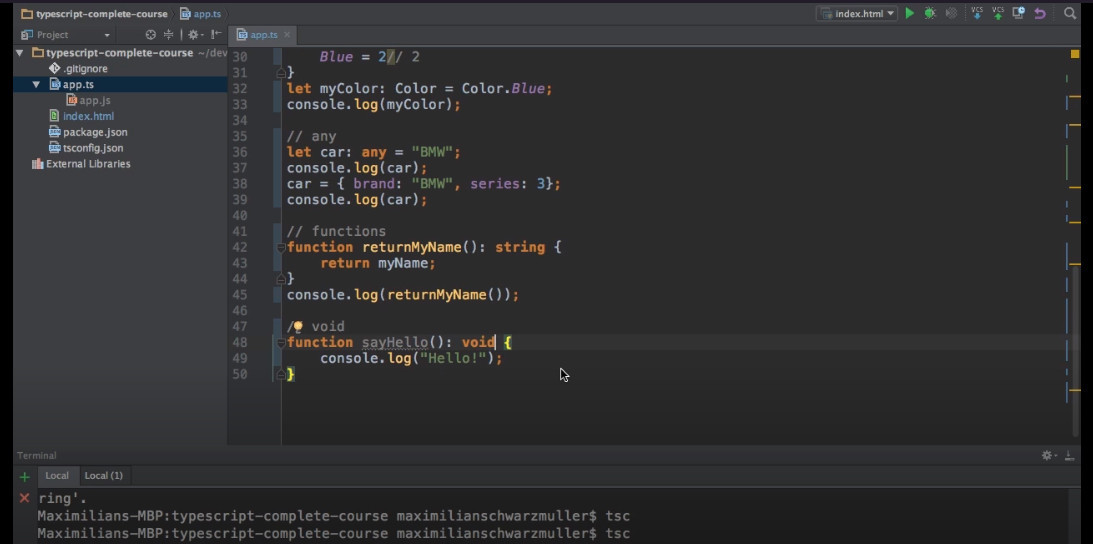 typescript-complete-course app.ts
index.html
VCS VCS
Project
app.ts ×
typescript-complete-course ~/dev
.gitignore
app.ts
app.js
index.html
package.json
tsconfig.json
External Libraries
30 Blue = 2// 2
31 }
32 let myColor: Color = Color.Blue;
33 console.log(myColor);
34
35 // any
36 let car: any = "BMW";
37 console.log(car);
38 car = { brand: "BMW", series: 3};
39 console.log(car);
40
41 // functions
42 function returnMyName(): string {
43 return myName;
44 }
45 console.log(returnMyName());
46
47 / void
48 function sayHello(): void {
49 console.log("Hello!");
50 }
Terminal
Local Local (1)
ring'.
Maximilians-MBP:typescript-complete-course maximilianschwarzmuller$ tsc
Maximilians-MBP:typescript-complete-course maximilianschwarzmuller$ tsc